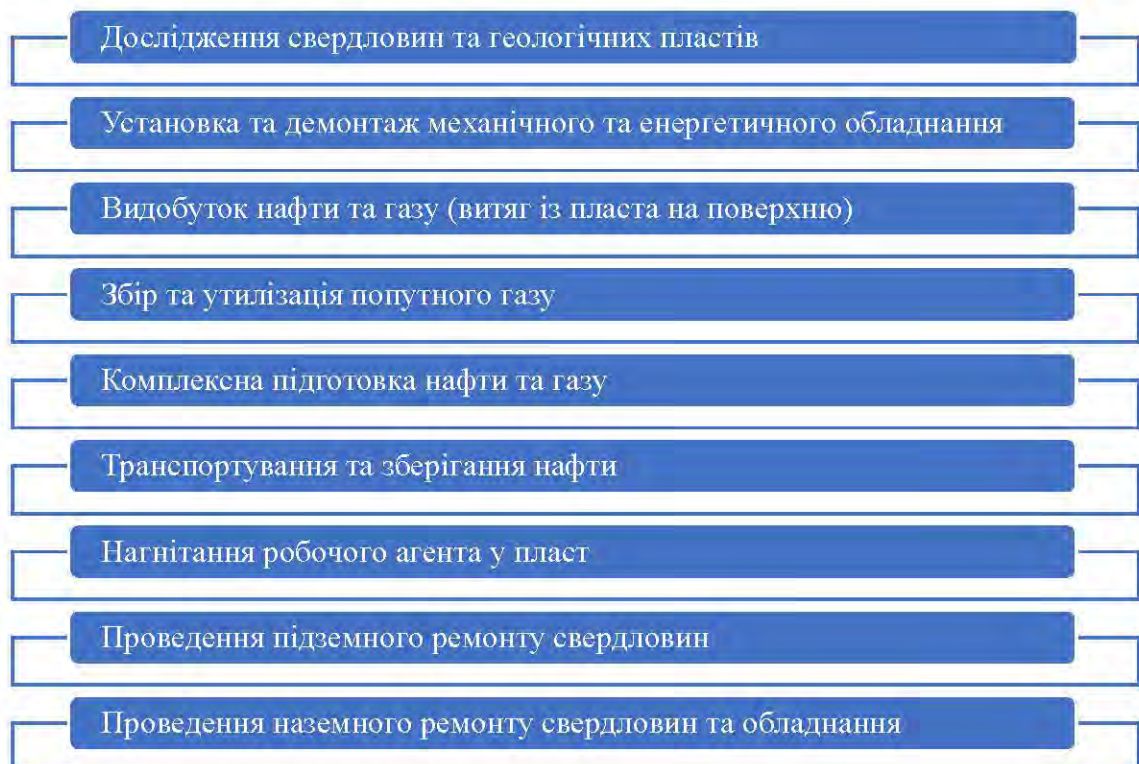 Дослідження свердловин та геологічних пластів
Установка та демонтаж механічного та енергетичного обладнання
Видобуток нафти та газу (витяг із пласта на поверхню)
Збір та утилізація попутного газу
Комплексна підготовка нафти та газу
Транспортування та зберігання нафти
Нагнітання робочого агента у пласт
Проведення підземного ремонту свердловин
Проведення наземного ремонту свердловин та обладнання